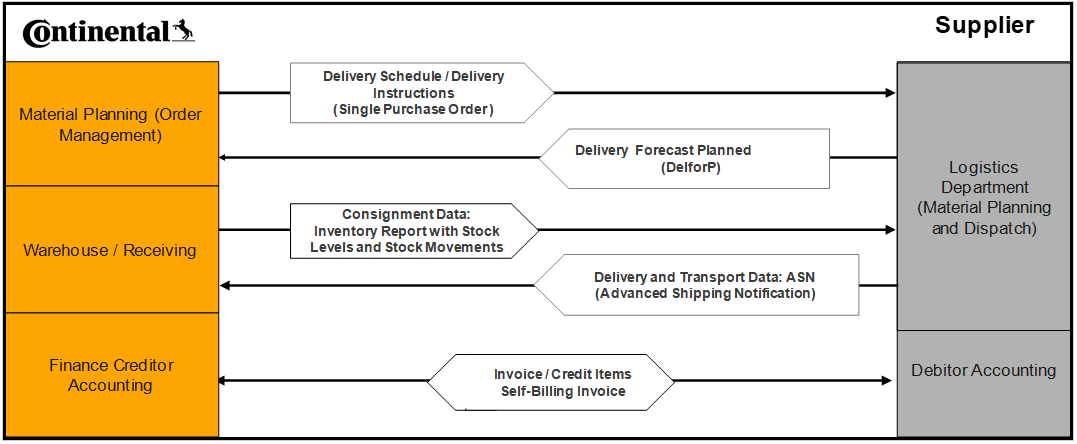 Continental
Supplier
Delivery Schedule / Delivery
Instructions
(Single Purchase Order)
Material Planning (Order
Management)
Delivery Forecast Planned
(DelforP)
Logistics
Department
(Material Planning
and Dispatch)
Consignment Data:
Inventory Report with Stock
Levels and Stock Movements
Warehouse / Receiving
Delivery and Transport Data: ASN
(Advanced Shipping Notification)
Finance Creditor
Accounting
Invoice / Credit Items
Self-Billing Invoice
Debitor Accounting